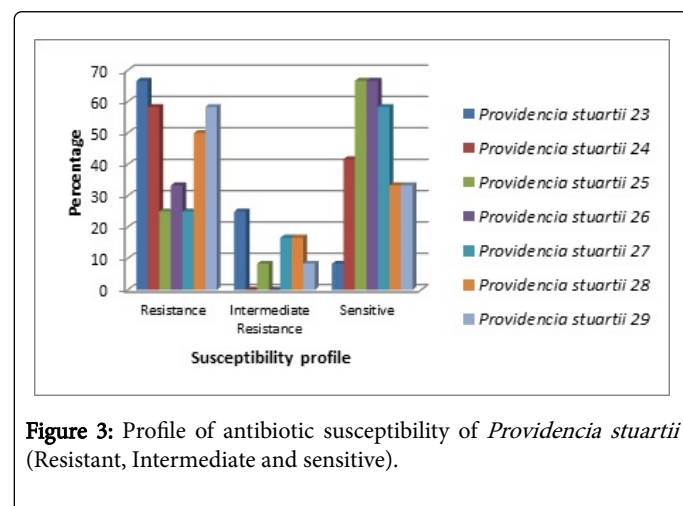 70
60
50
40
30
20
10
0
Percentage
Resistance
Intermediate
Resistance
Sensitive
Susceptibility profile
Providencia stuartii 23
Providencia stuartii 24
Providencia stuartii 25
Providencia stuartii 26
Providencia stuartii 27
Providencia stuartii 28
Providencia stuartii 29
Figure 3: Profile of antibiotic susceptibility of Providencia stuartii
(Resistant, Intermediate and sensitive).